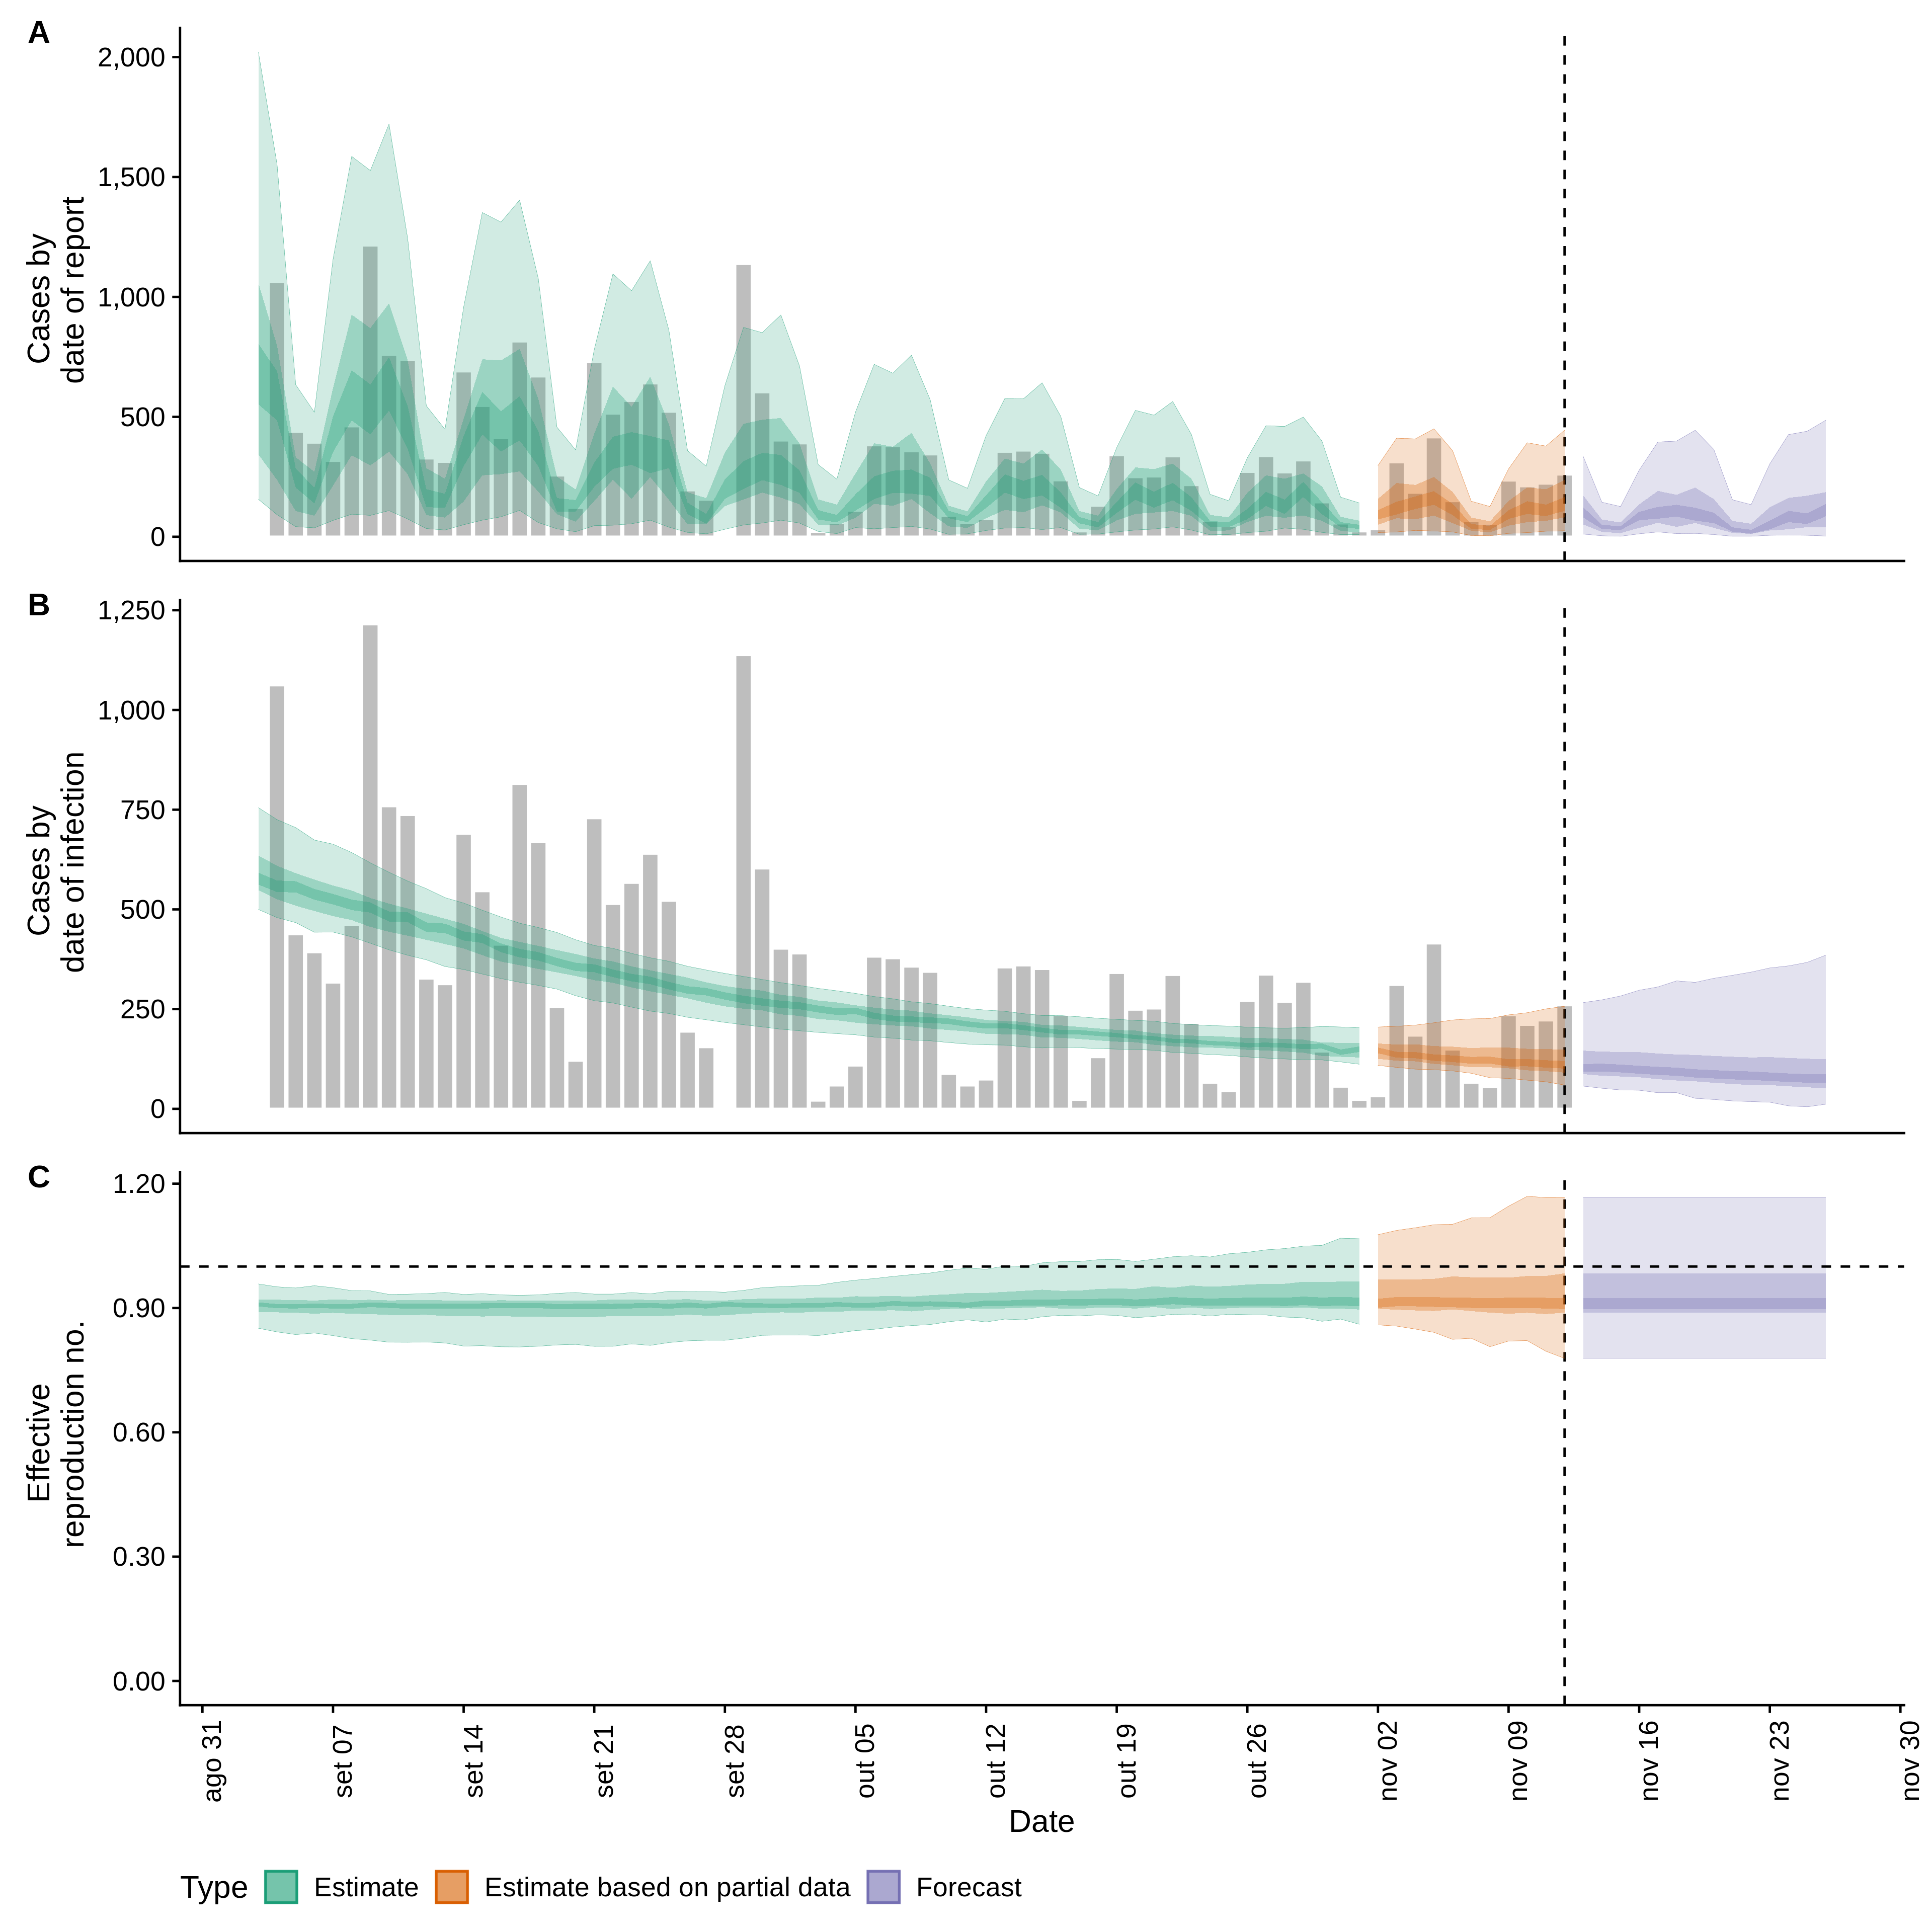 A
2,000
1,500
1,000
500
0
Cases by
date of report
B
1,250
1,000
750
500
250
0
Cases by
date of infection
C
1.20
0.90
0.60
0.30
0.00
Effective
reproduction no.
ago 31
set 07
set 14
set 21
set 28
out 05
out 12
out 19
out 26
nov 02
nov 09
nov 16
nov 23
nov 30
Date
Type
Estimate
Estimate based on partial data
Forecast